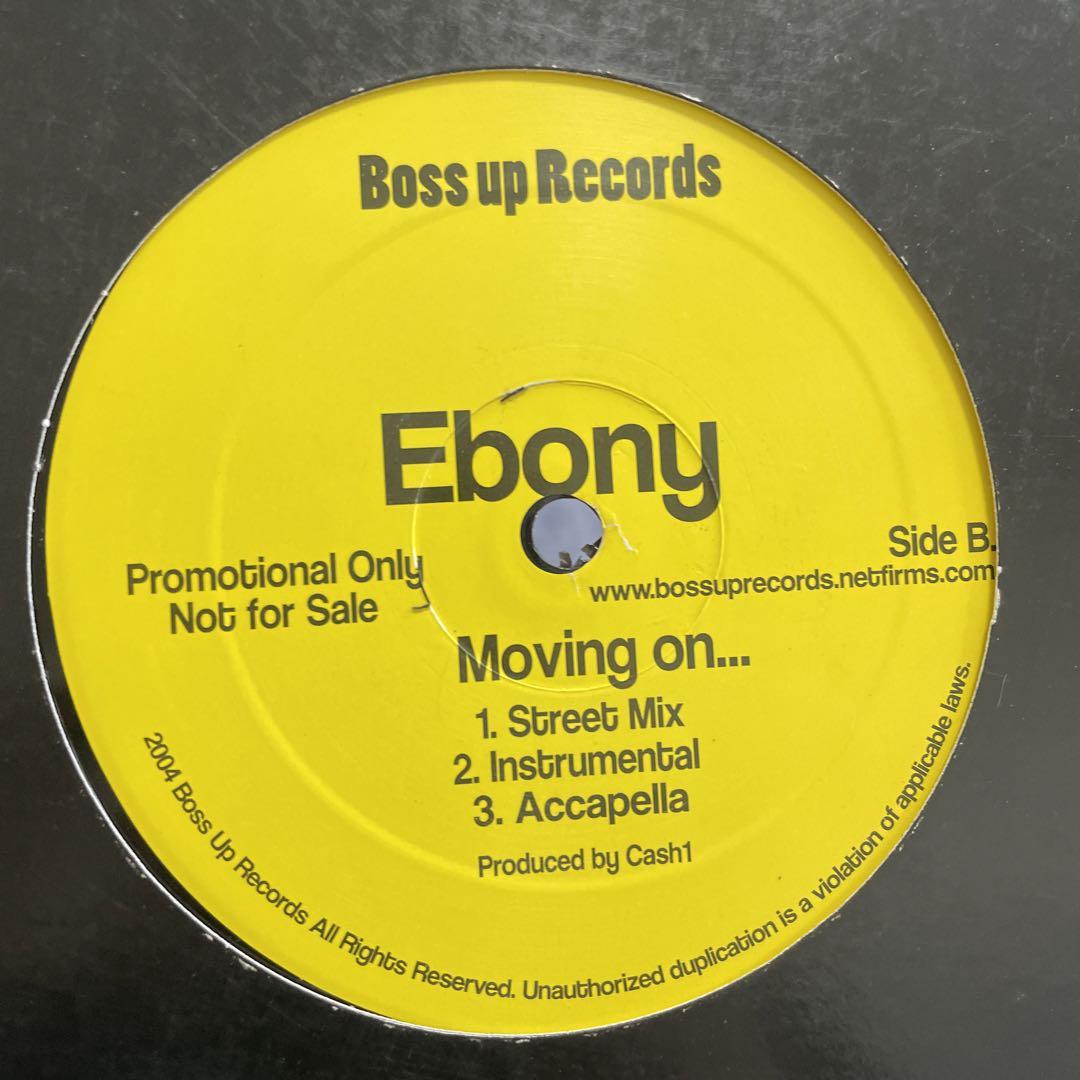 Boss up Records
Ebony
Side B.
www.bossuprecords.netfirms.com
Promotional Only
Not for Sale
Moving on...
1. Street Mix
2. Instrumental
3. Accapella
Produced by Cash1
2004 Boss Up Records All Rights Reserved. Unauthorized duplication is a violation of applicable laws.